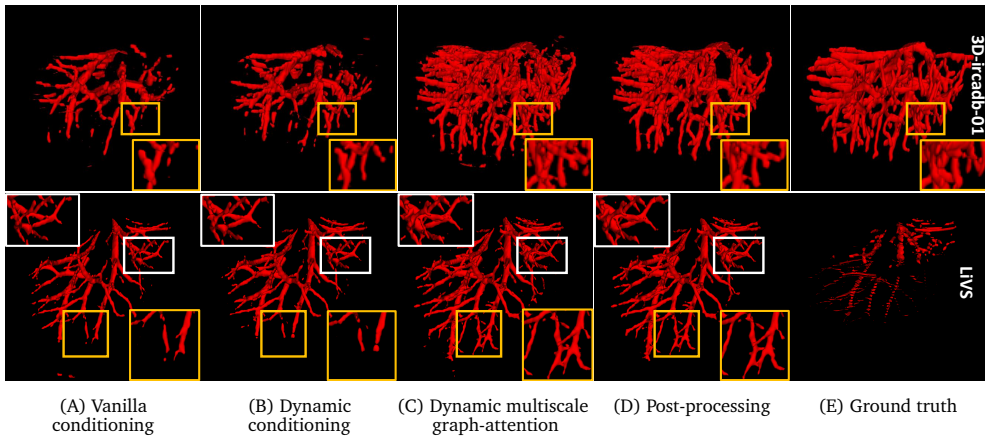 3D-ircadb-01
LiVS
(A) Vanilla
conditioning
(B) Dynamic
conditioning
(C) Dynamic multiscale
graph-attention
(D) Post-processing
(E) Ground truth